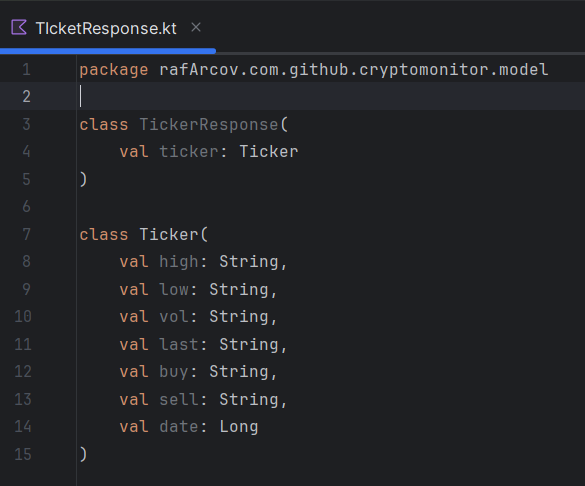 TIcketResponse.kt
1 package rafArcov.com.github.cryptomonitor.model
2
3 class TickerResponse(
4     val ticker: Ticker
5 )
6
7 class Ticker(
8     val high: String,
9     val low: String,
10     val vol: String,
11     val last: String,
12     val buy: String,
13     val sell: String,
14     val date: Long
15 )